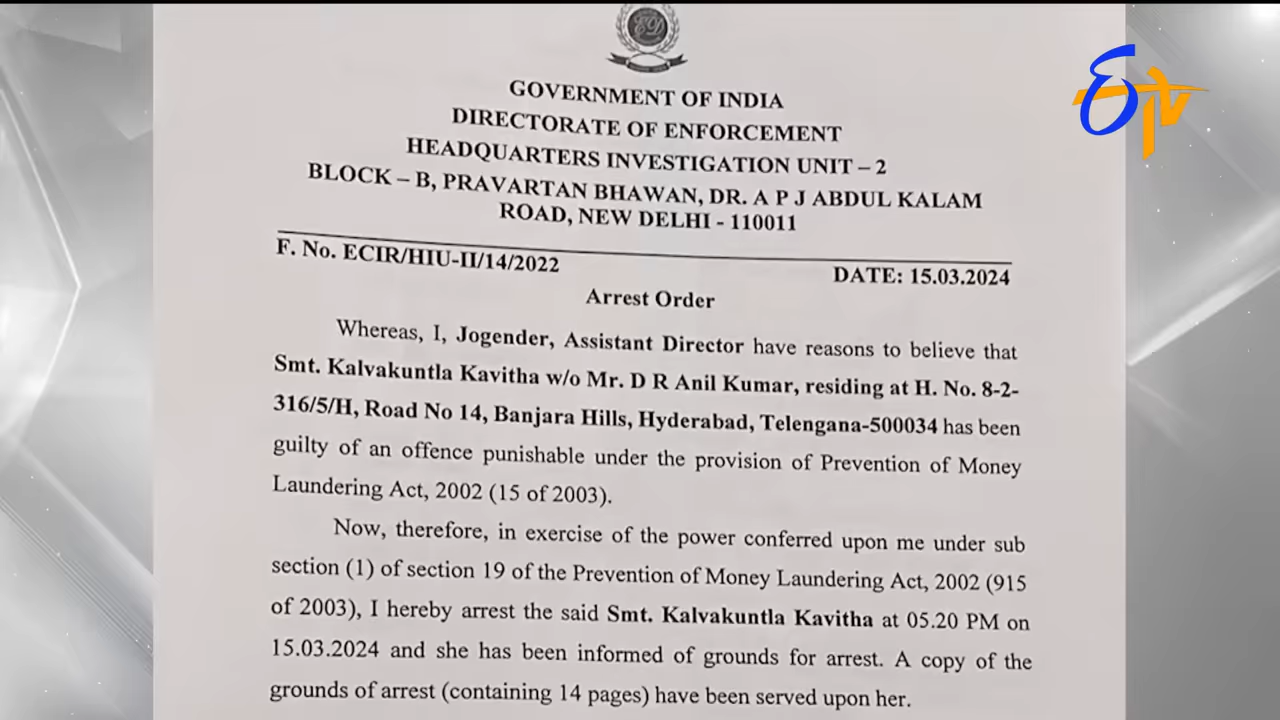 ETV
GOVERNMENT OF INDIA
DIRECTORATE OF ENFORCEMENT
HEADQUARTERS INVESTIGATION UNIT – 2
BLOCK – B, PRAVARTAN BHAWAN, DR. A P J ABDUL KALAM
ROAD, NEW DELHI - 110011
F. No. ECIR/HIU-II/14/2022 DATE: 15.03.2024
Arrest Order
Whereas, I, Jogender, Assistant Director have reasons to believe that
Smt. Kalvakuntla Kavitha w/o Mr. D R Anil Kumar, residing at H. No. 8-2-
316/5/H, Road No 14, Banjara Hills, Hyderabad, Telengana-500034 has been
guilty of an offence punishable under the provision of Prevention of Money
Laundering Act, 2002 (15 of 2003).
Now, therefore, in exercise of the power conferred upon me under sub
section (1) of section 19 of the Prevention of Money Laundering Act, 2002 (915
of 2003), I hereby arrest the said Smt. Kalvakuntla Kavitha at 05.20 PM on
15.03.2024 and she has been informed of grounds for arrest. A copy of the
grounds of arrest (containing 14 pages) have been served upon her.